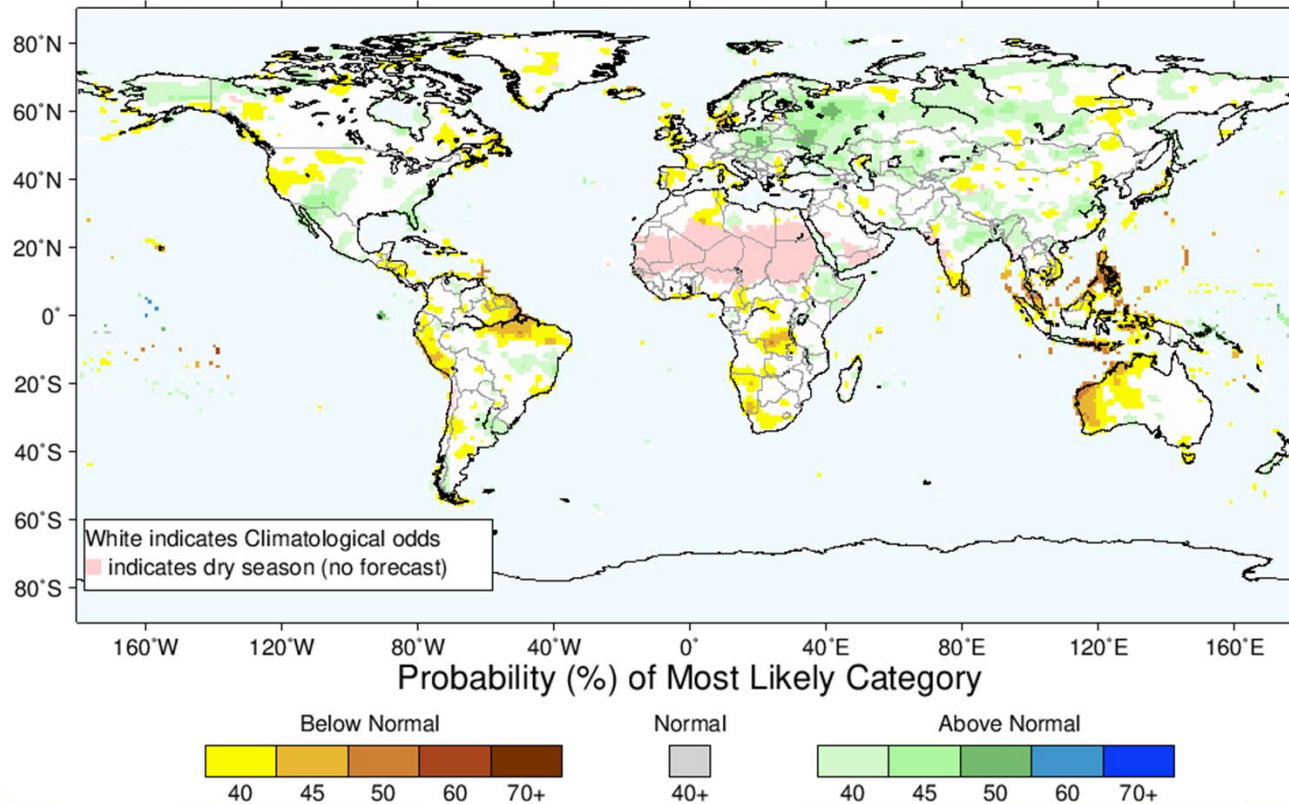 80˚N
60˚N
40˚N
20˚N
0˚
20˚S
40˚S
60˚S
80˚S
White indicates Climatological odds
indicates dry season (no forecast)
160˚W 120˚W 80˚W 40˚W 0˚ 40˚E 80˚E 120˚E 160˚E
Probability (%) of Most Likely Category
Below Normal Normal Above Normal
40 45 50 60 70+ 40+ 40 45 50 60 70+